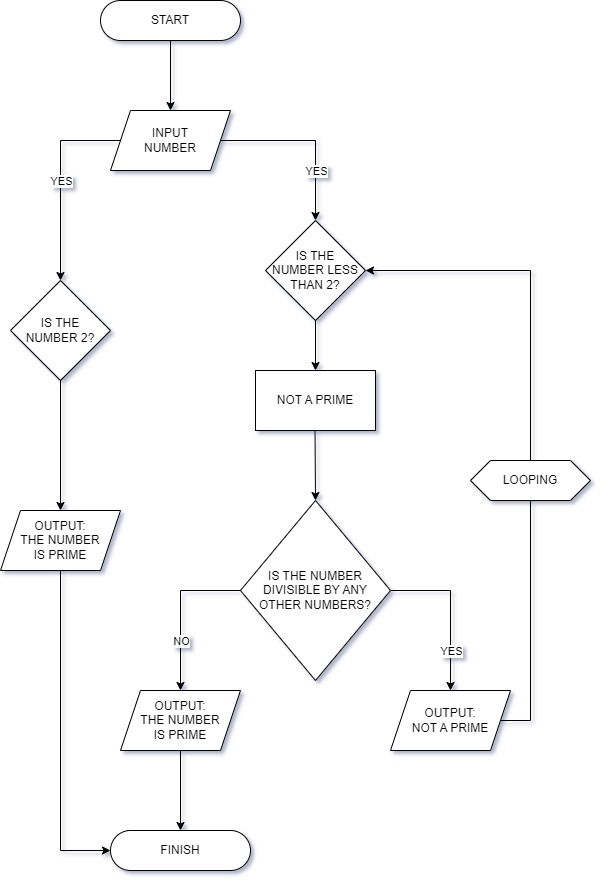 START
INPUT
NUMBER
YES
YES
IS THE
NUMBER LESS
THAN 2?
IS THE
NUMBER 2?
NOT A PRIME
LOOPING
OUTPUT:
THE NUMBER
IS PRIME
IS THE NUMBER
DIVISIBLE BY ANY
OTHER NUMBERS?
NO
YES
OUTPUT:
THE NUMBER
IS PRIME
OUTPUT:
NOT A PRIME
FINISH